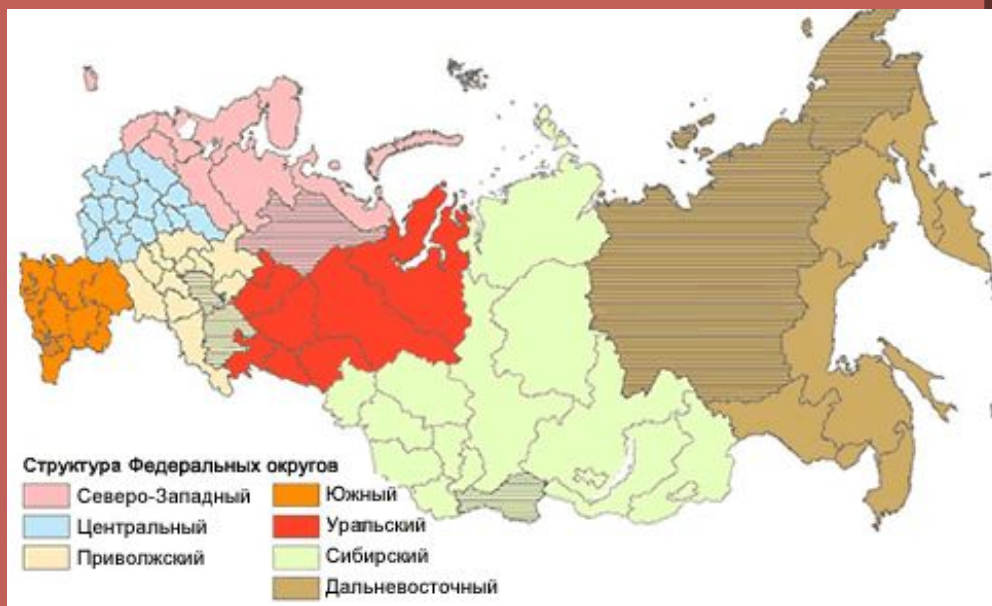 Структура Федеральных округов
Северо-Западный
Центральный
Приволжский
Южный
Уральский
Сибирский
Дальневосточный